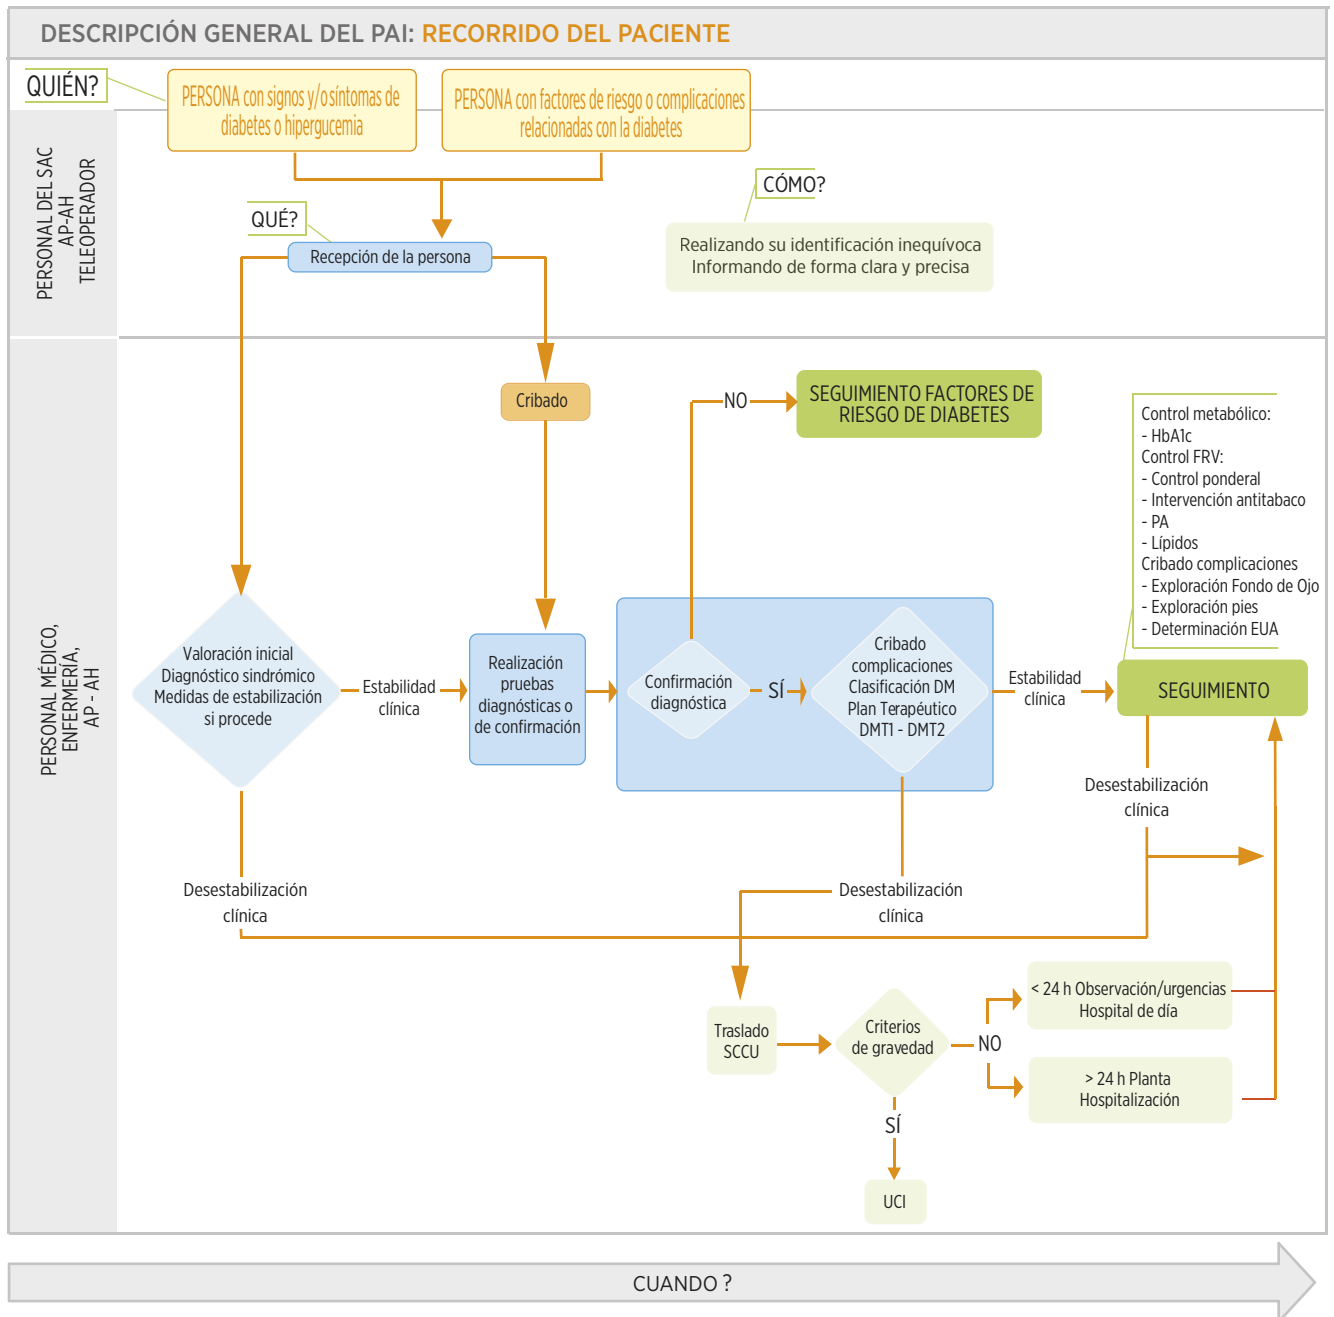 DESCRIPCIÓN GENERAL DEL PAI: RECORRIDO DEL PACIENTE
QUIÉN?
PERSONA con signos y/o síntomas de
diabetes o hipergucemia
PERSONA con factores de riesgo o complicaciones
relacionadas con la diabetes
PERSONAL DEL SAC
AP-AH
TELEOPERADOR
CÓMO?
QUÉ?
Realizando su identificación inequívoca
Informando de forma clara y precisa
Recepción de la persona
Cribado
NO
SEGUIMIENTO FACTORES DE
RIESGO DE DIABETES
Control metabólico:
- HbA1c
Control FRV:
- Control ponderal
- Intervención antitabaco
- PA
- Lípidos
Cribado complicaciones
- Exploración Fondo de Ojo
- Exploración pies
- Determinación EUA
PERSONAL MÉDICO,
ENFERMERÍA,
AP - AH
Valoración inicial
Diagnóstico sindrómico
Medidas de estabilización
si procede
Estabilidad
clínica
Realización
pruebas
diagnósticas o
de confirmación
Confirmación
diagnóstica
SÍ
Cribado
complicaciones
Clasificación DM
Plan Terapéutico
DMT1 - DMT2
Estabilidad
clínica
SEGUIMIENTO
Desestabilización
clínica
Desestabilización
clínica
Desestabilización
clínica
Traslado
SCCU
Criterios
de gravedad
NO
< 24 h Observación/urgencias
Hospital de día
> 24 h Planta
Hospitalización
SÍ
UCI
CUANDO ?